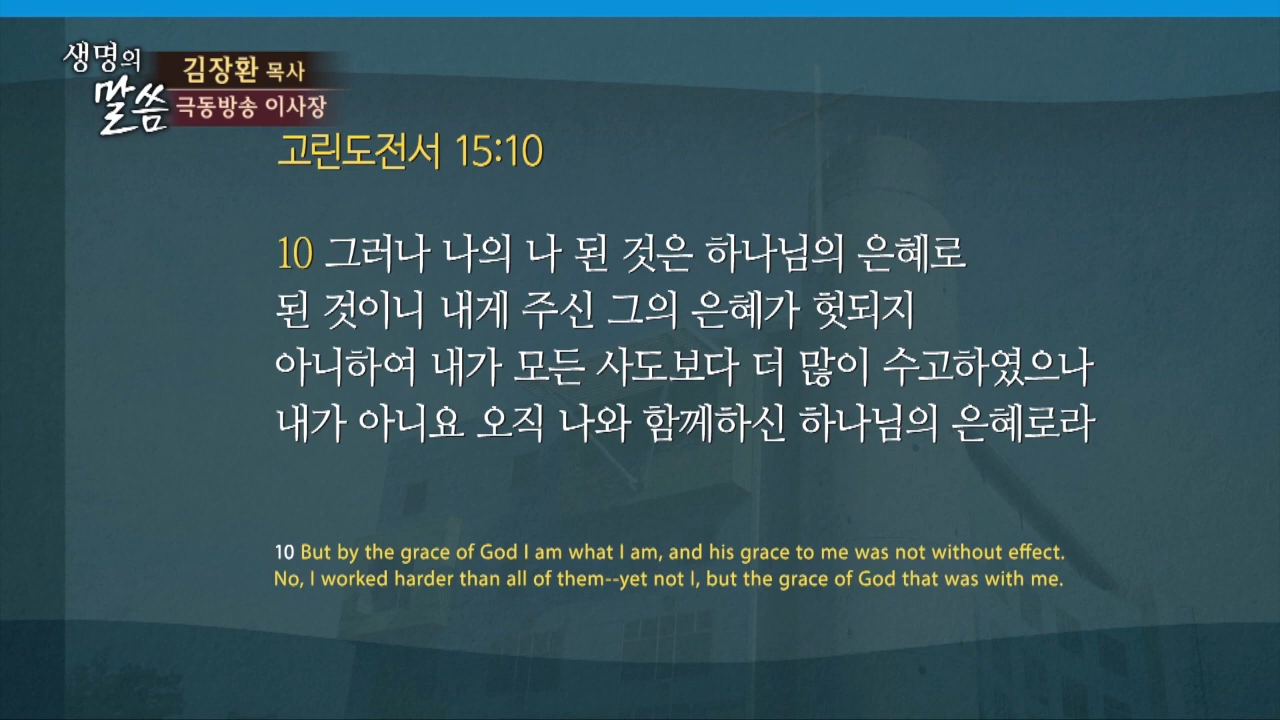 생명의
말씀
김장환 목사
극동방송 이사장
고린도전서 15:10
10 그러나 나의 나 된 것은 하나님의 은혜로
된 것이니 내게 주신 그의 은혜가 헛되지
아니하여 내가 모든 사도보다 더 많이 수고하였으나
내가 아니요 오직 나와 함께하신 하나님의 은혜로라
10 But by the grace of God I am what I am, and his grace to me was not without effect.
No, I worked harder than all of them--yet not I, but the grace of God that was with me.